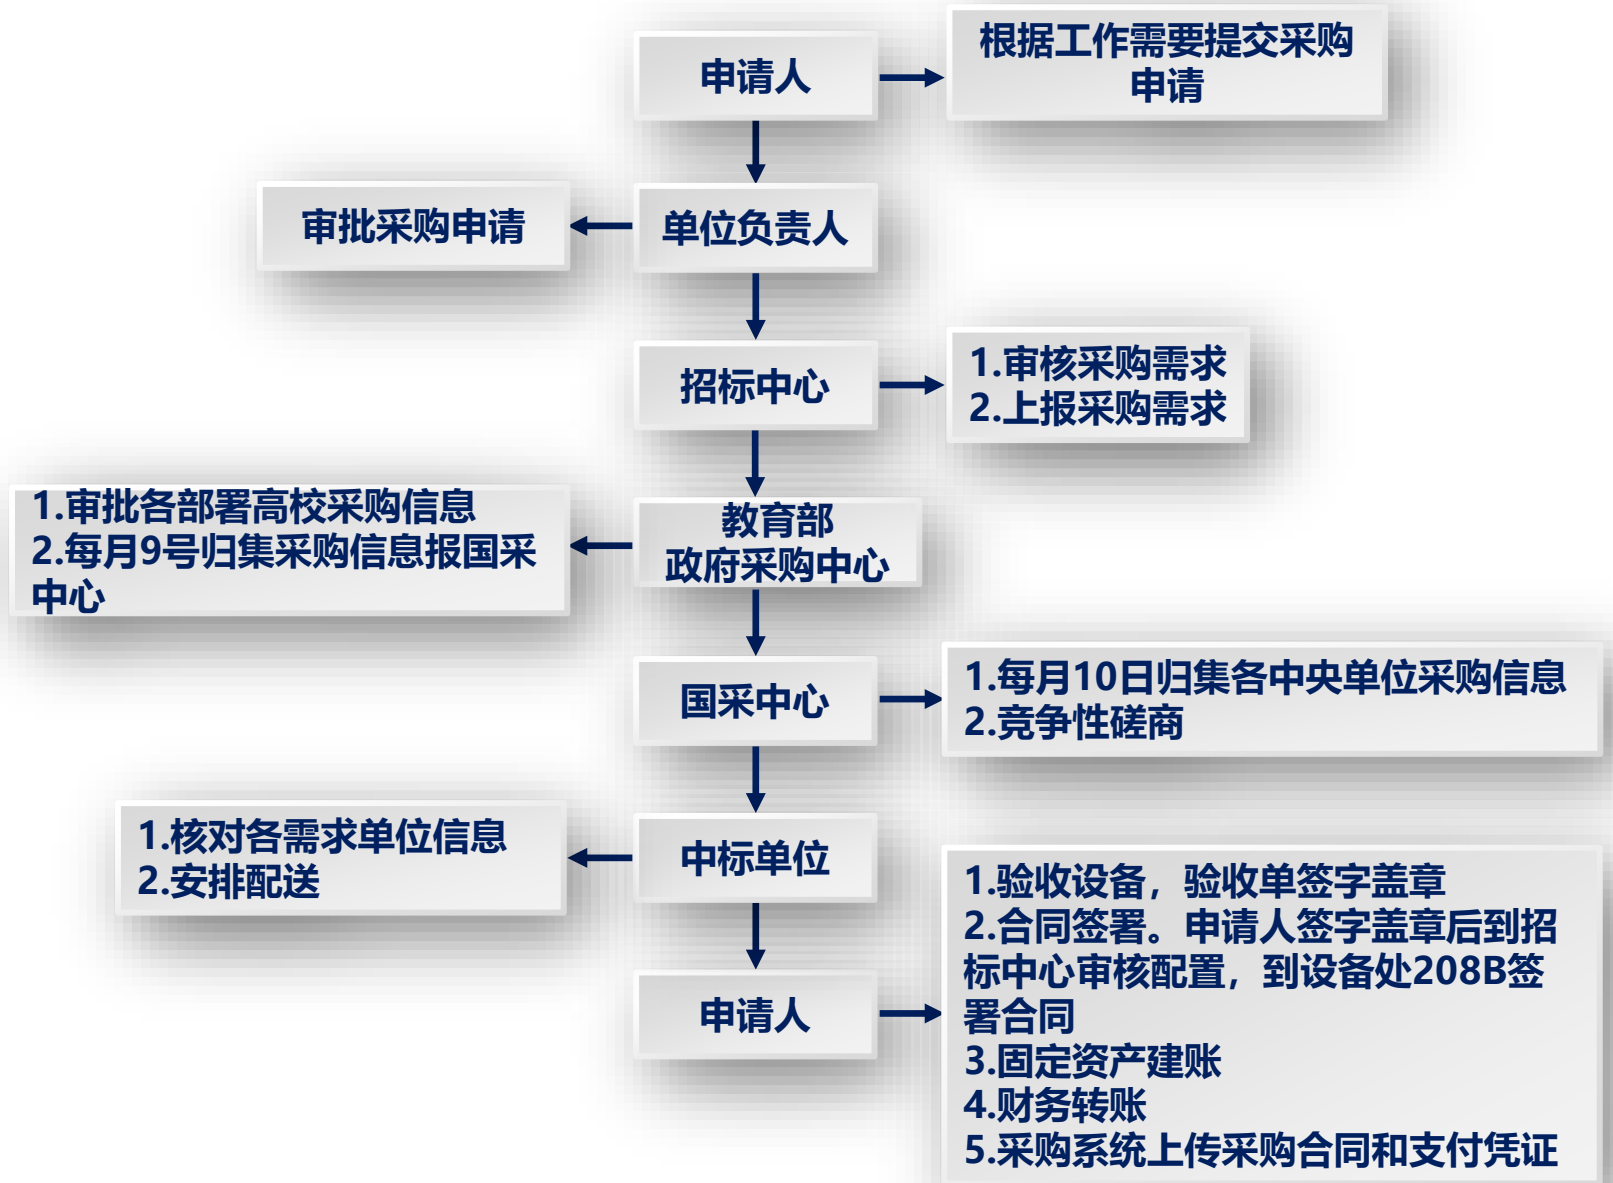 申请人
根据工作需要提交采购
申请
审批采购申请
单位负责人
招标中心
1.审核采购需求
2.上报采购需求
1.审批各部署高校采购信息
2.每月9号归集采购信息报国采
中心
教育部
政府采购中心
国采中心
1.每月10日归集各中央单位采购信息
2.竞争性磋商
1.核对各需求单位信息
2.安排配送
中标单位
申请人
1.验收设备，验收单签字盖章
2.合同签署。申请人签字盖章后到招
标中心审核配置，到设备处208B签
署合同
3.固定资产建账
4.财务转账
5.采购系统上传采购合同和支付凭证